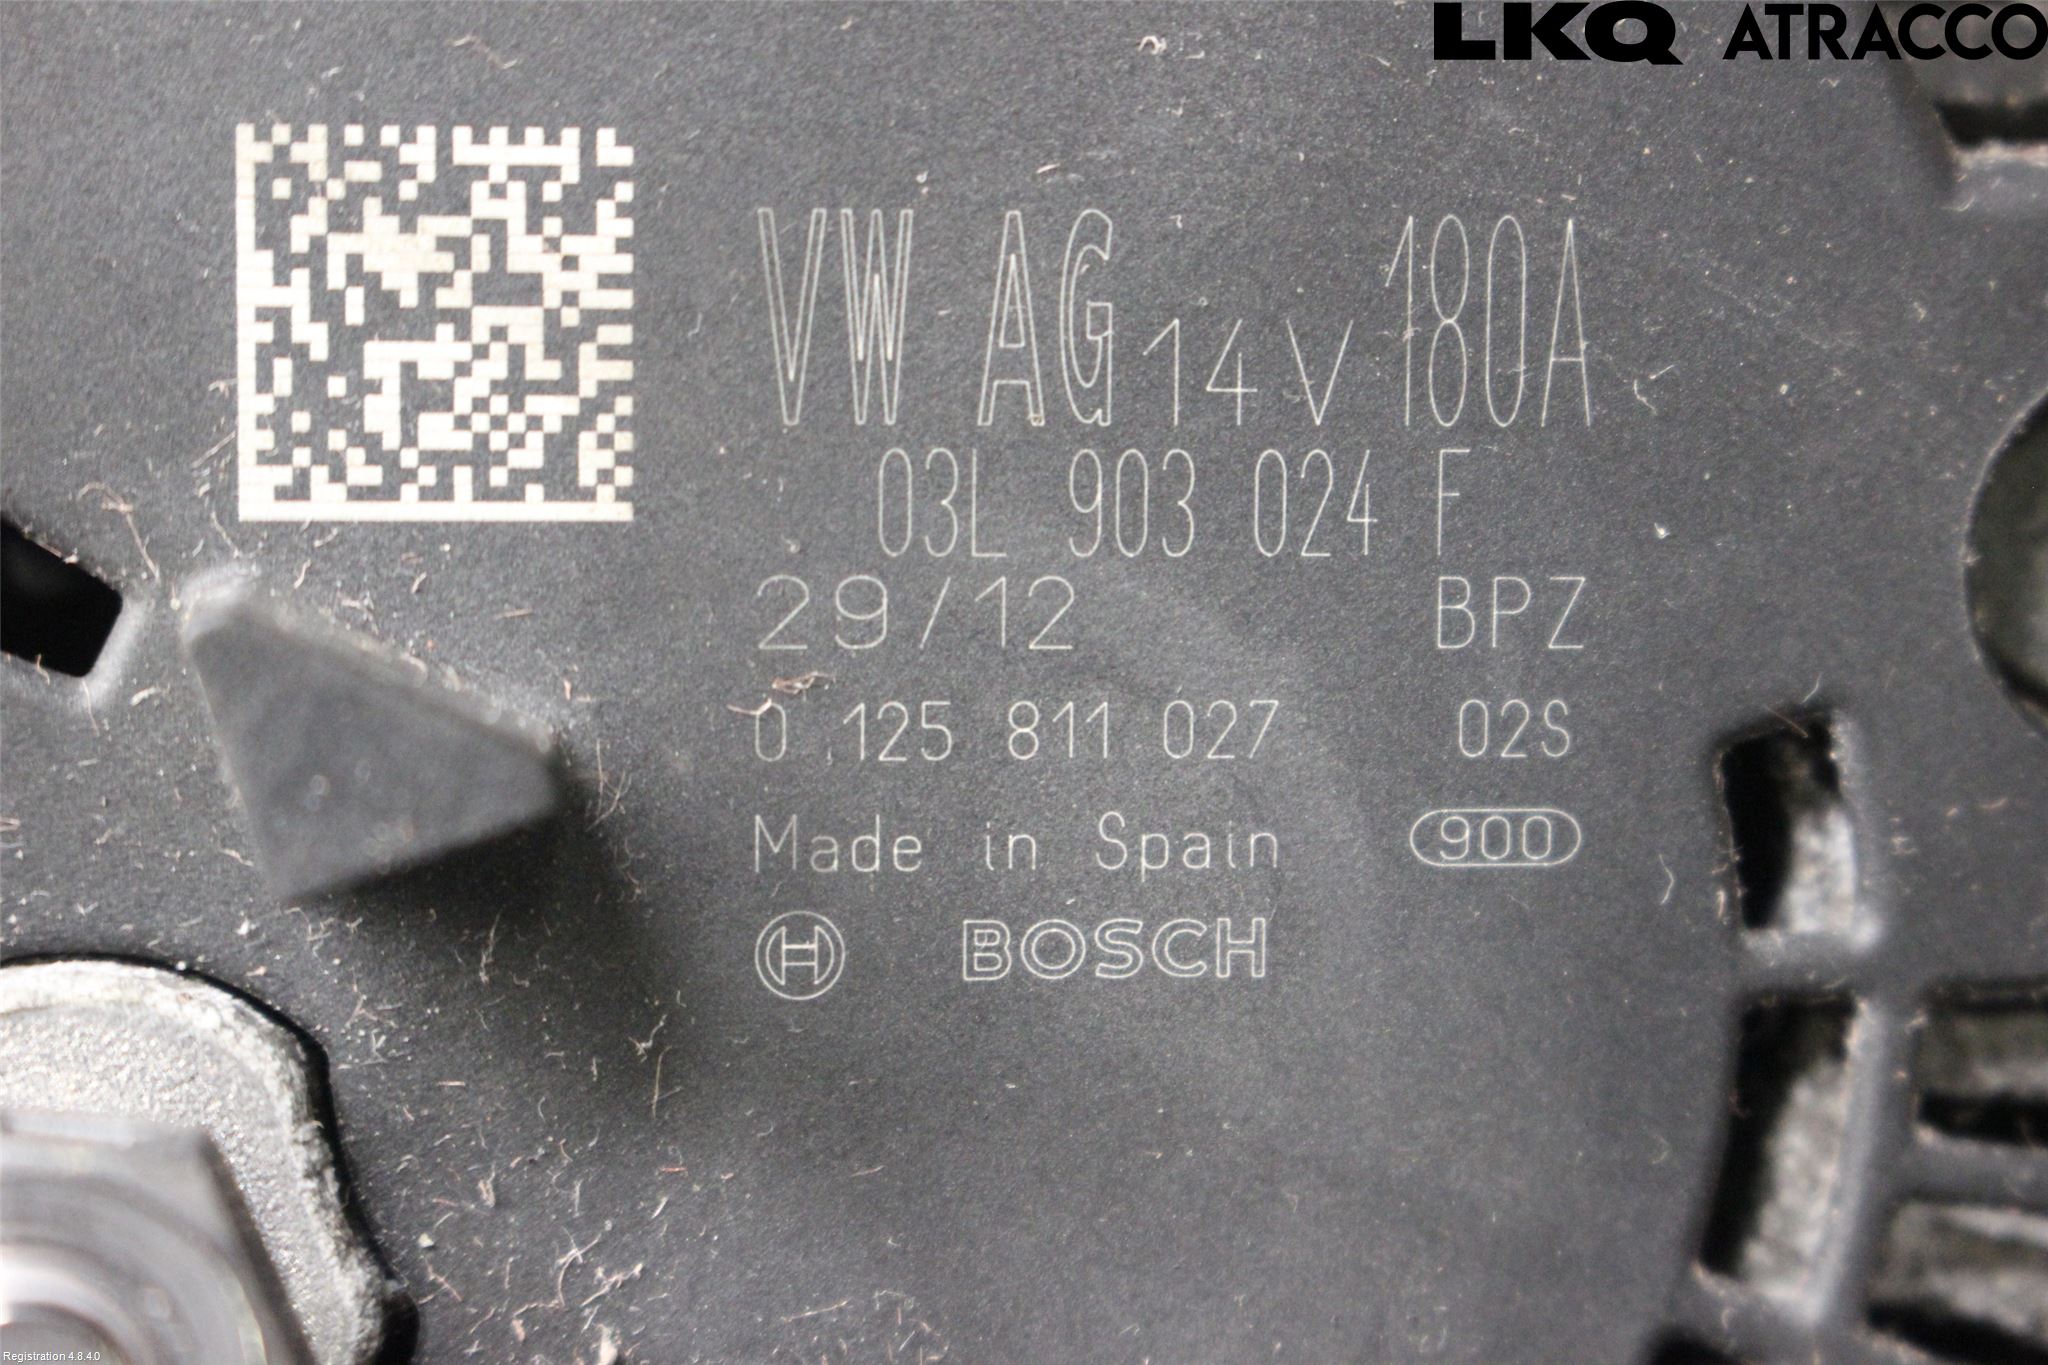 LKQ ATRACCO
VW AG 14V 180A
03L 903 024 F
29/12 BPZ
0 125 811 027 02S
Made in Spain 900
BOSCH
Registration 4.8.4.0